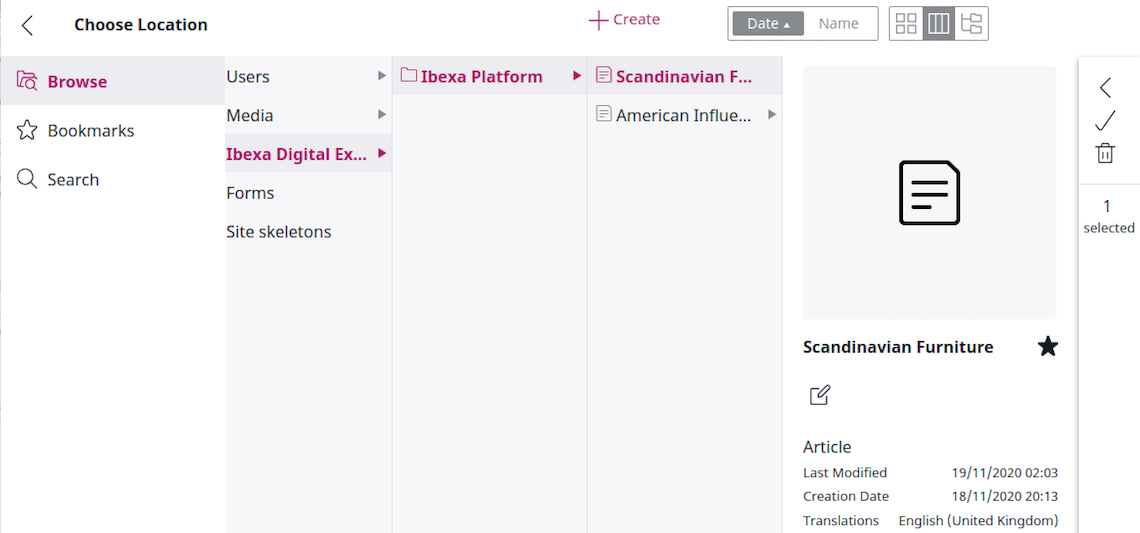 Choose Location
Create
Date
Name
Browse
Bookmarks
Search
Users
Media
Ibexa Digital Ex...
Forms
Site skeletons
Ibexa Platform
Scandinavian F...
American Influe...
Scandinavian Furniture
Article
Last Modified 19/11/2020 02:03
Creation Date 18/11/2020 20:13
Translations English (United Kingdom)
1
selected